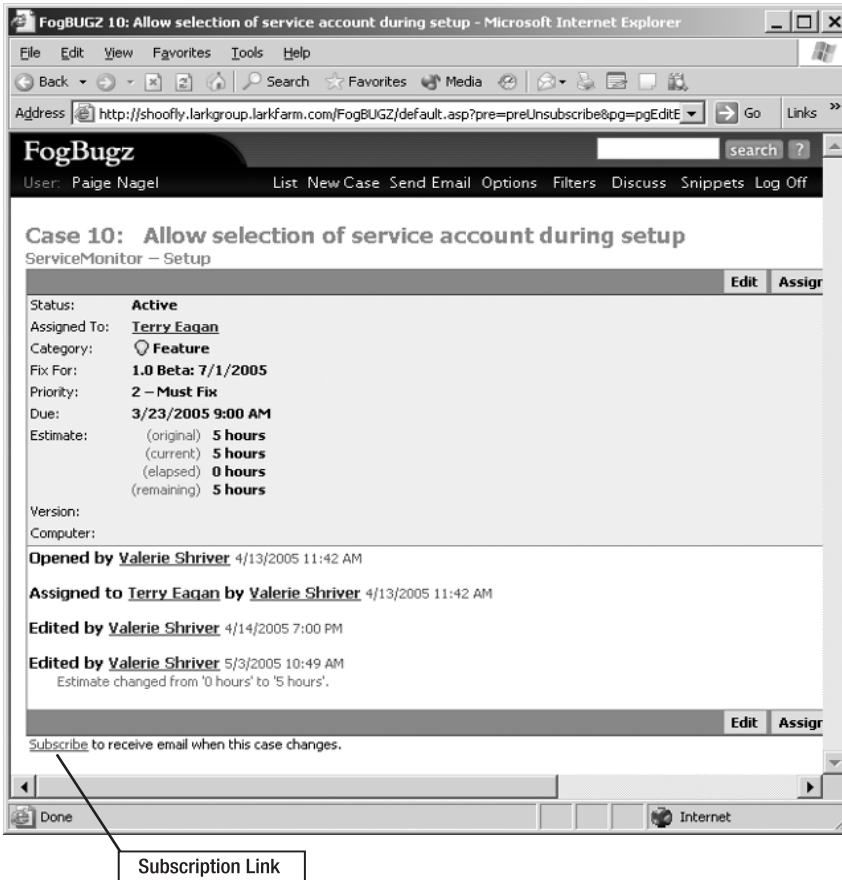 FogBUGZ 10: Allow selection of service account during setup - Microsoft Internet Explorer
File Edit View Favorites Tools Help
Back Search Favorites Media
Address http://shoofly.larkgroup.larkfarm.com/FogBUGZ/default.asp?pre=preUnsubscribe&pg=pgEditE Go Links »
FogBugz search ?
User: Paige Nagel List New Case Send Email Options Filters Discuss Snippets Log Off
Case 10: Allow selection of service account during setup
ServiceMonitor – Setup
Edit Assign
Status: Active
Assigned To: Terry Eagan
Category: Feature
Fix For: 1.0 Beta: 7/1/2005
Priority: 2 – Must Fix
Due: 3/23/2005 9:00 AM
Estimate: (original) 5 hours
(current) 5 hours
(elapsed) 0 hours
(remaining) 5 hours
Version:
Computer:
Opened by Valerie Shriver 4/13/2005 11:42 AM
Assigned to Terry Eagan by Valerie Shriver 4/13/2005 11:42 AM
Edited by Valerie Shriver 4/14/2005 7:00 PM
Edited by Valerie Shriver 5/3/2005 10:49 AM
Estimate changed from '0 hours' to '5 hours'.
Edit Assign
Subscribe to receive email when this case changes.
Done Internet
Subscription Link